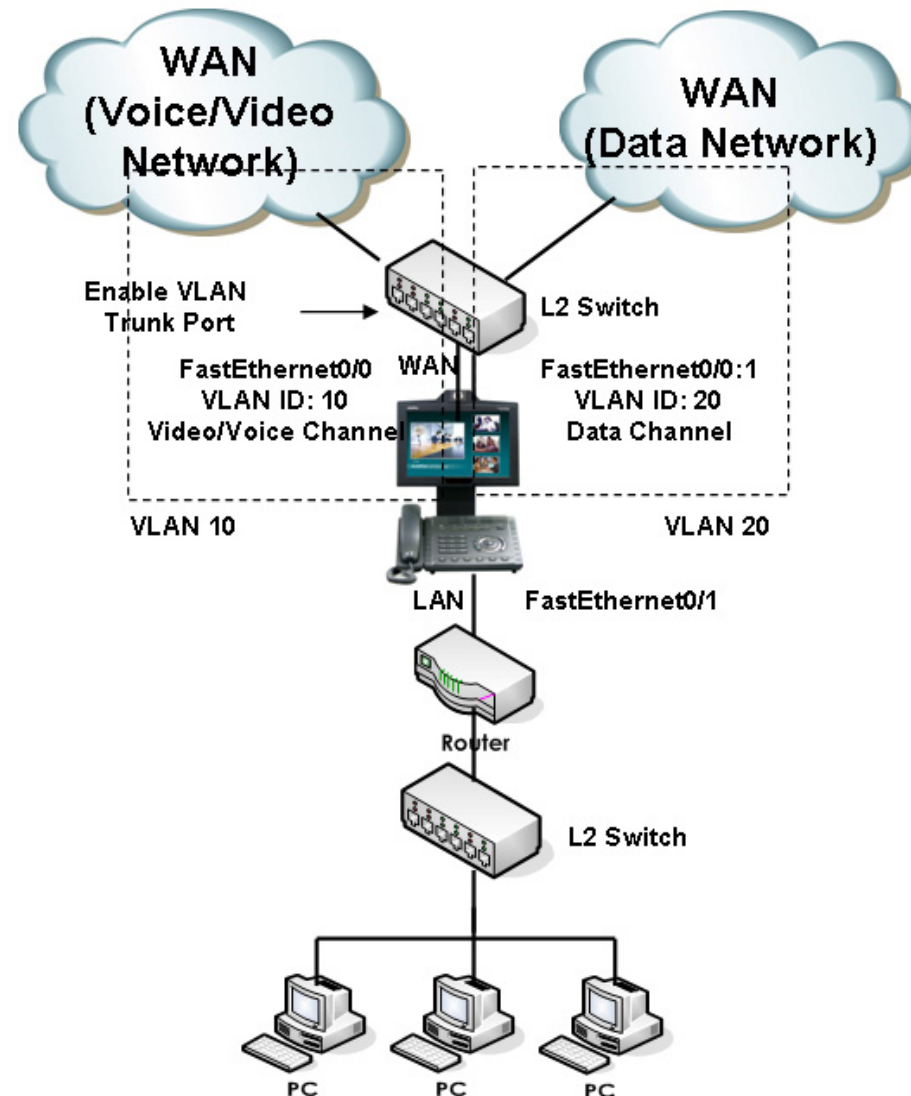 WAN
(Voice/Video
Network)
WAN
(Data Network)
Enable VLAN
Trunk Port
L2 Switch
WAN
FastEthernet0/0
VLAN ID: 10
Video/Voice Channel
FastEthernet0/0:1
VLAN ID: 20
Data Channel
VLAN 10
VLAN 20
LAN
FastEthernet0/1
Router
L2 Switch
PC
PC
PC